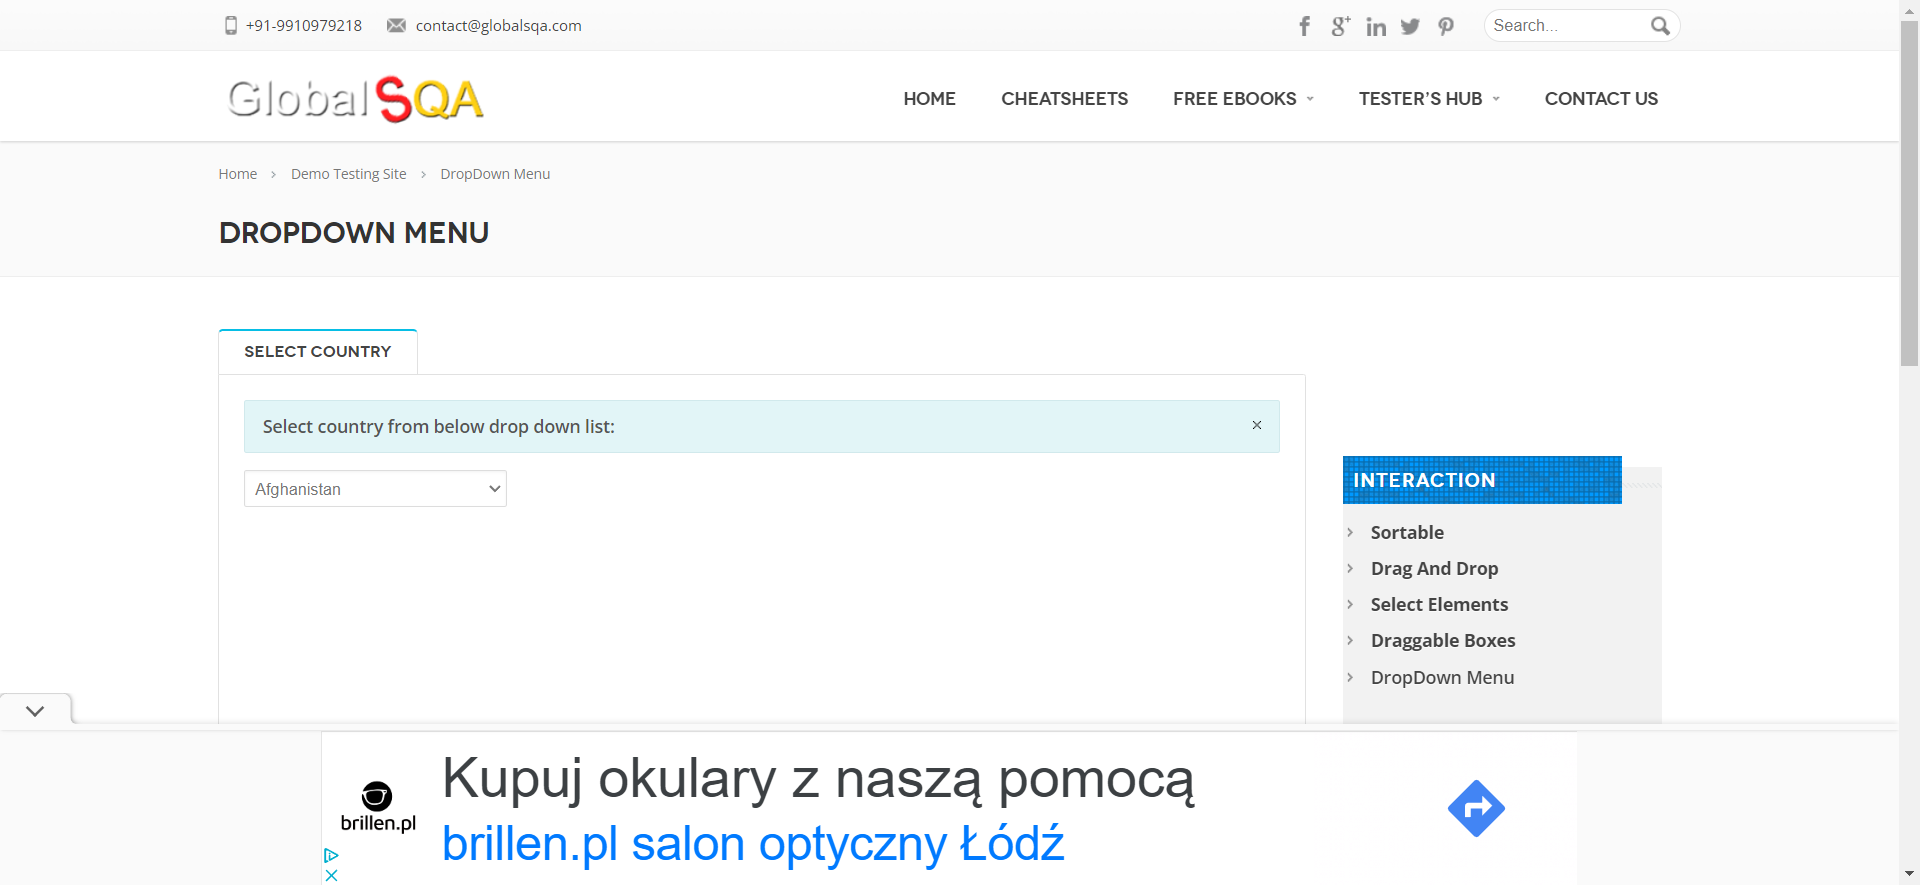 +91-9910979218 contact@globalsqa.com Search...
GlobalSQA HOME CHEATSHEETS FREE EBOOKS TESTER'S HUB CONTACT US
Home > Demo Testing Site > DropDown Menu
DROPDOWN MENU
SELECT COUNTRY
Select country from below drop down list: ×
Afghanistan
INTERACTION
Sortable
Drag And Drop
Select Elements
Draggable Boxes
DropDown Menu
Kupuj okulary z naszą pomocą
brillen.pl
brillen.pl salon optyczny Łódź